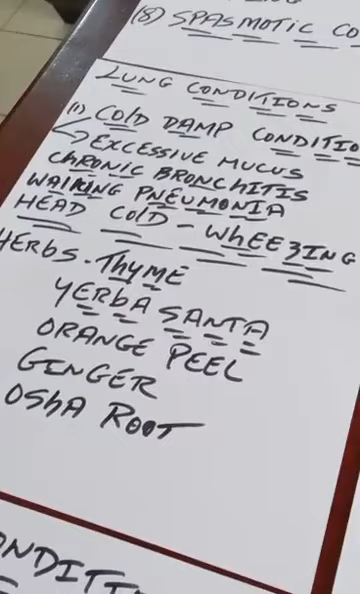 (8) SPASMOTIC CO
LUNG CONDITIONS
(1) COLD DAMP CONDITIO
EXCESSIVE MUCUS
CHRONIC BRONCHITIS
WALKING PNEUMONIA
HEAD COLD - WHEEZING
HERBS. THYME
YERBA SANTA
ORANGE PEEL
GINGER
OSHA ROOT
ONDITI